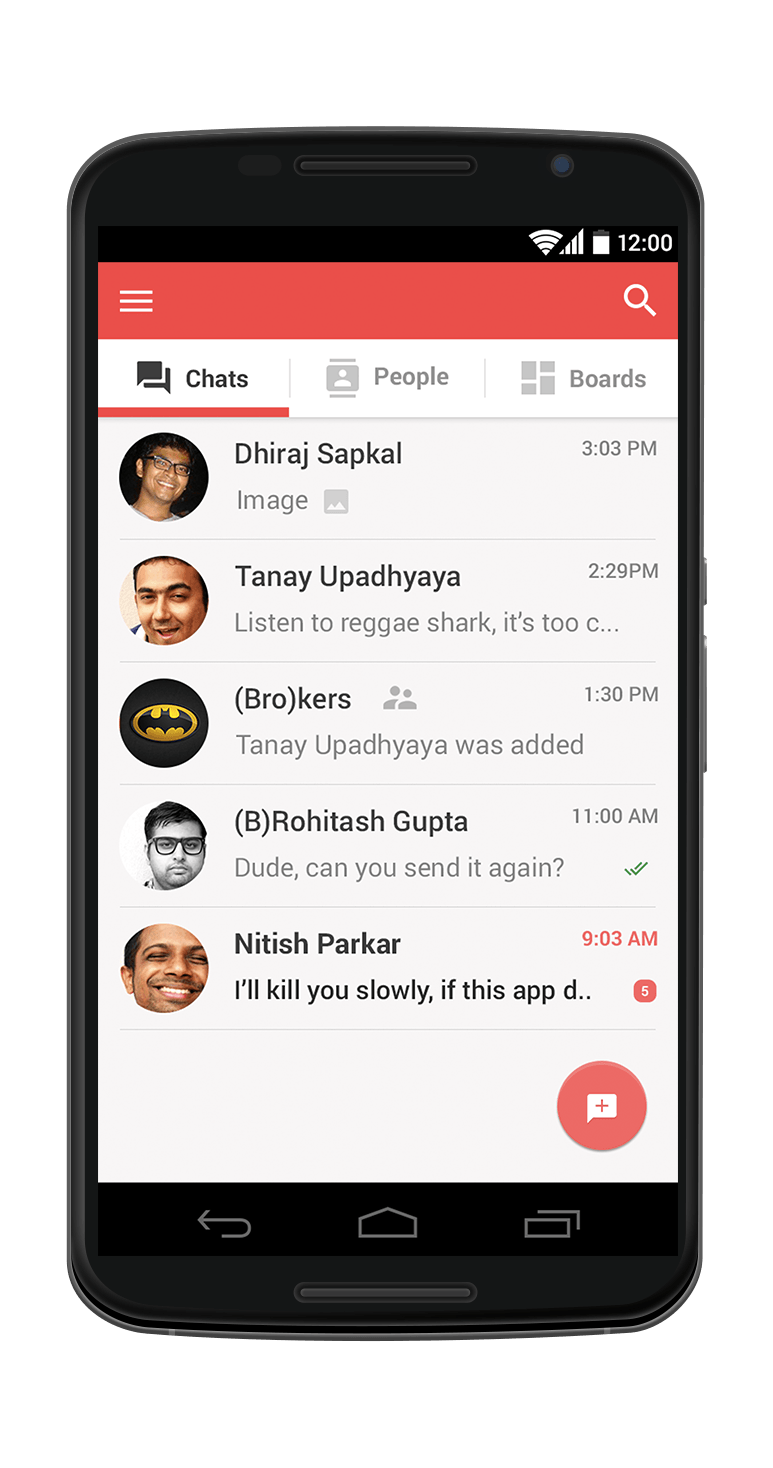 12:00
Chats People Boards
Dhiraj Sapkal 3:03 PM
Image
Tanay Upadhyaya 2:29PM
Listen to reggae shark, it's too c...
(Bro)kers 1:30 PM
Tanay Upadhyaya was added
(B)Rohitash Gupta 11:00 AM
Dude, can you send it again?
Nitish Parkar 9:03 AM
I'll kill you slowly, if this app d.. 5